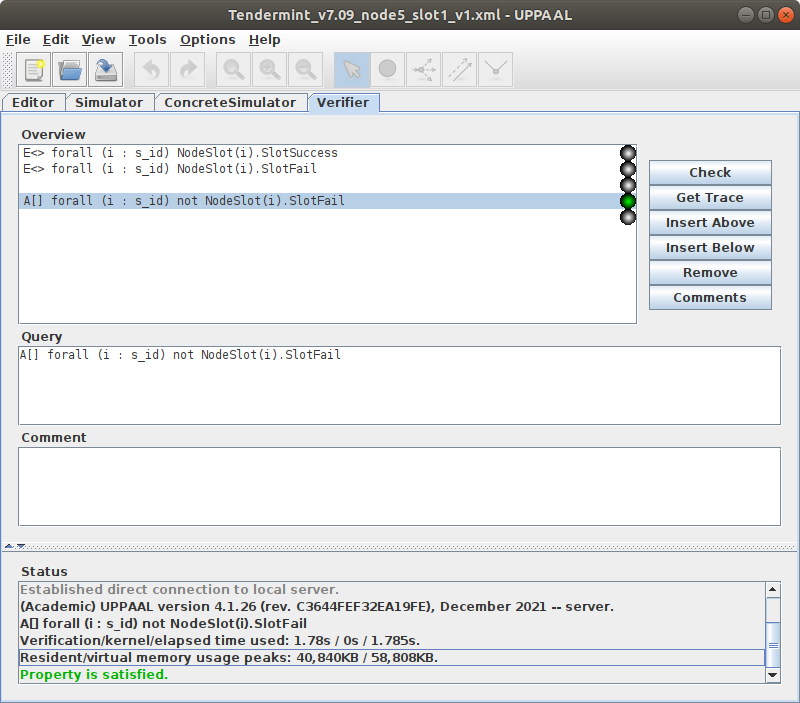 Tendermint_v7.09_node5_slot1_v1.xml - UPPAAL
File Edit View Tools Options Help
Editor Simulator ConcreteSimulator Verifier
Overview
E<> forall (i : s_id) NodeSlot(i).SlotSuccess
E<> forall (i : s_id) NodeSlot(i).SlotFail
A[] forall (i : s_id) not NodeSlot(i).SlotFail
Check
Get Trace
Insert Above
Insert Below
Remove
Comments
Query
A[] forall (i : s_id) not NodeSlot(i).SlotFail
Comment
Status
Established direct connection to local server.
(Academic) UPPAAL version 4.1.26 (rev. C3644FEF32EA19FE), December 2021 -- server.
A[] forall (i : s_id) not NodeSlot(i).SlotFail
Verification/kernel/elapsed time used: 1.78s / 0s / 1.785s.
Resident/virtual memory usage peaks: 40,840KB / 58,808KB.
Property is satisfied.